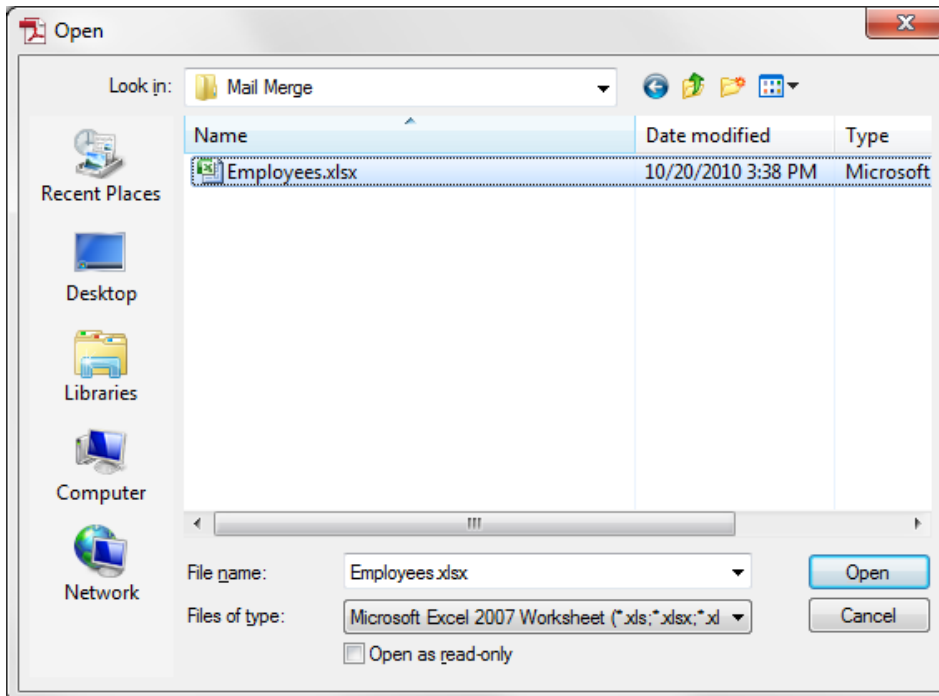 Open
Look in: Mail Merge
Name Date modified Type
Employees.xlsx 10/20/2010 3:38 PM Microsoft
Recent Places
Desktop
Libraries
Computer
Network
File name: Employees.xlsx Open
Files of type: Microsoft Excel 2007 Worksheet (*.xls;*.xlsx;*.xl Cancel
Open as read-only